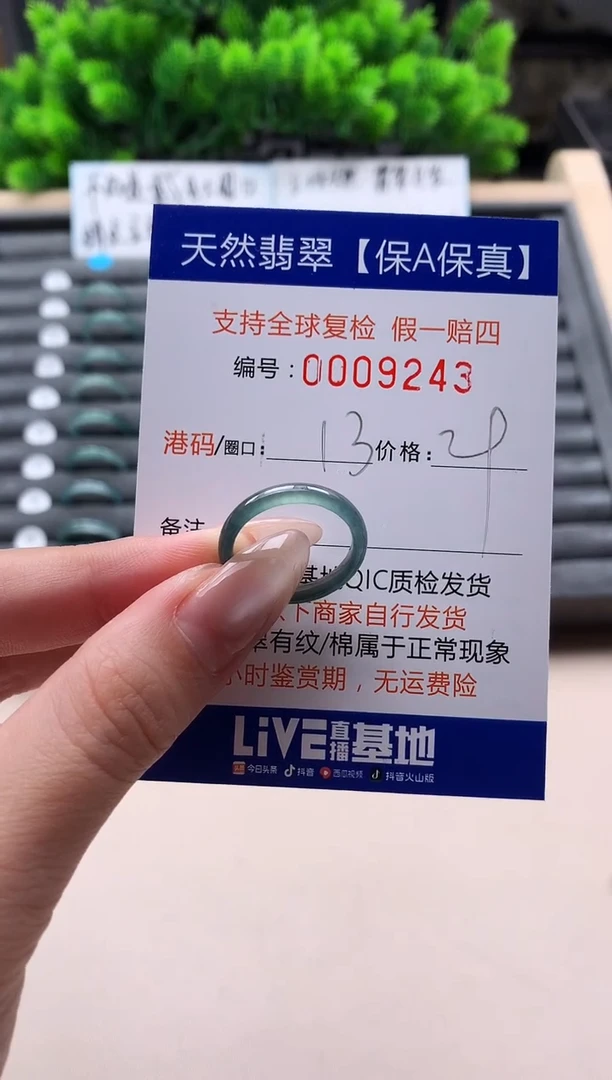 天然翡翠【保A保真】
支持全球复检 假一赔四
编号：0009243
港码/圈口： 13 价格：
备注
基地QIC质检发货
下商家自行发货
有纹/棉属于正常现象
小时鉴赏期，无运费险
LiVE直播基地
今日头条 抖音 西瓜视频 抖音火山版